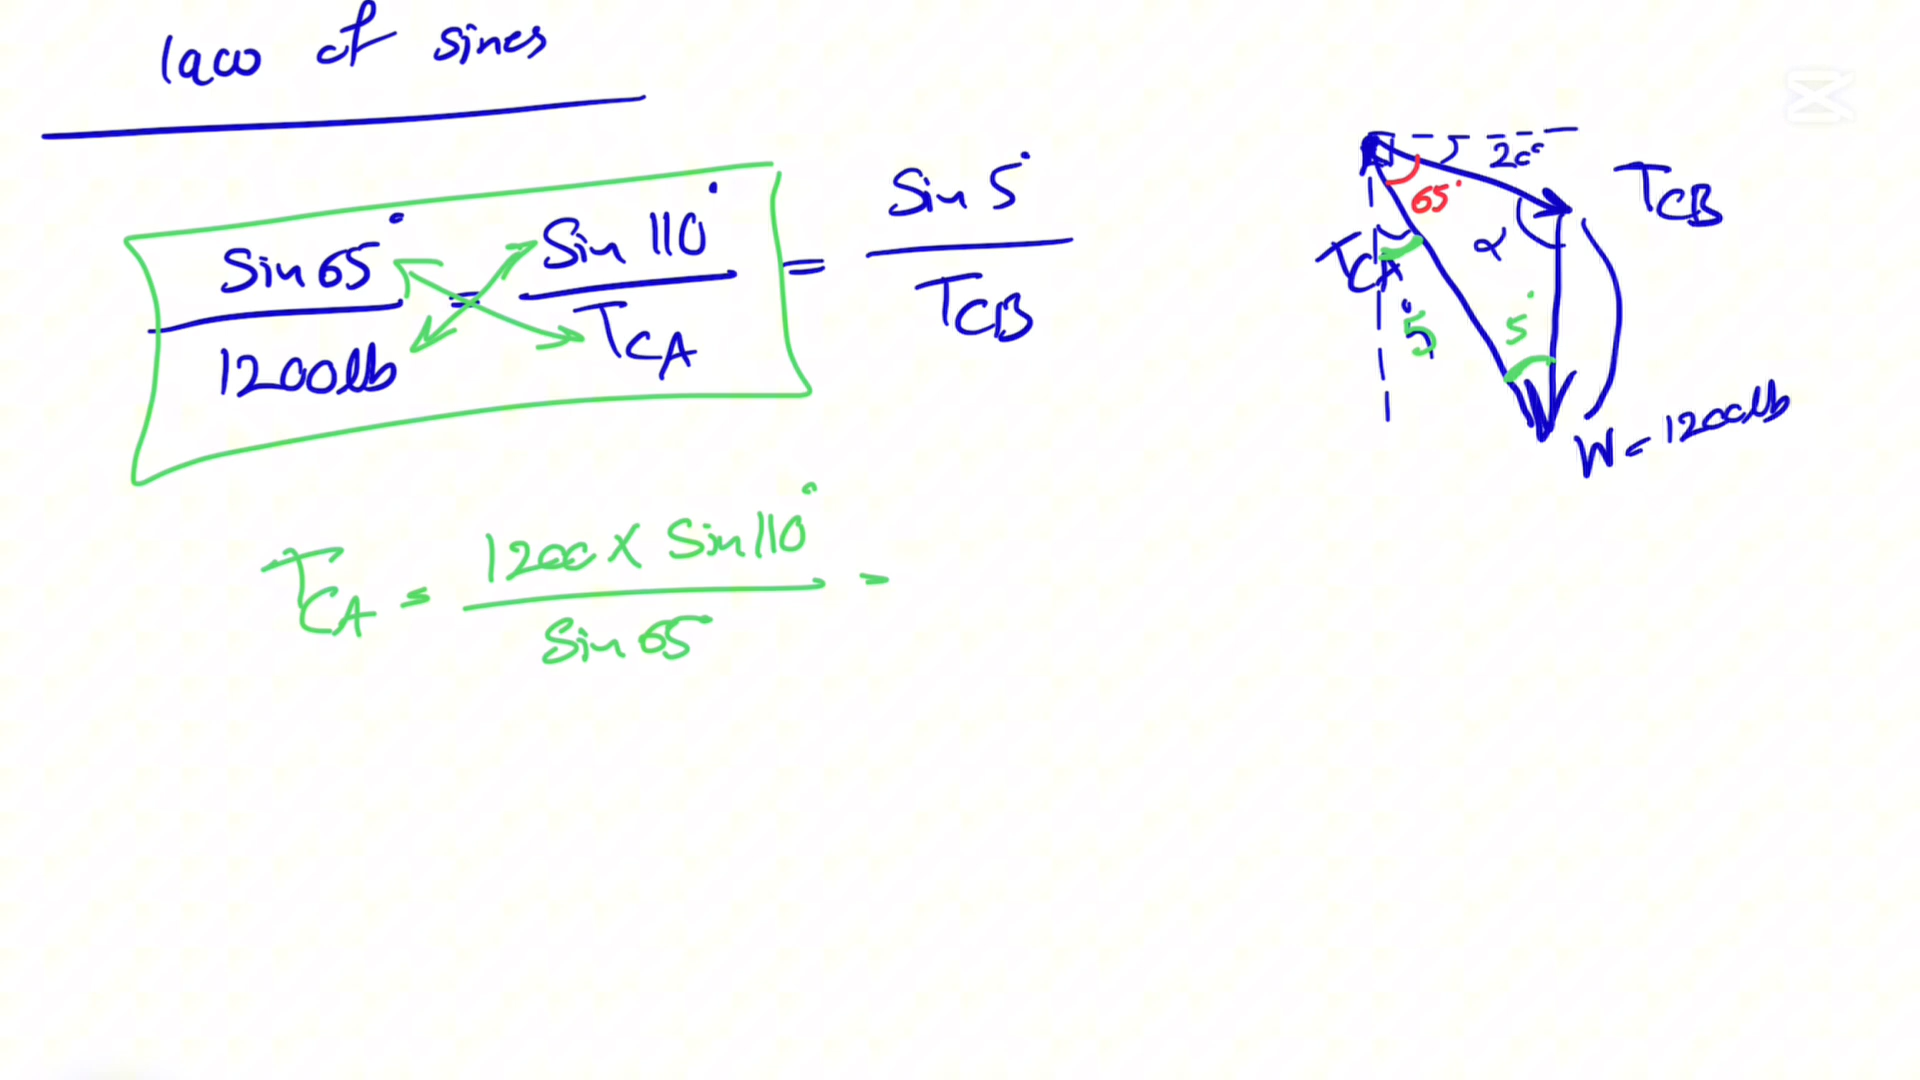 law of sines
sin 65° / 1200lb = sin 110° / TCA = sin 5° / TCB
TCA = 1200 × sin 110° / sin 65° =
20°
65°
TCB
α
TCA
5°
5°
W = 1200lb